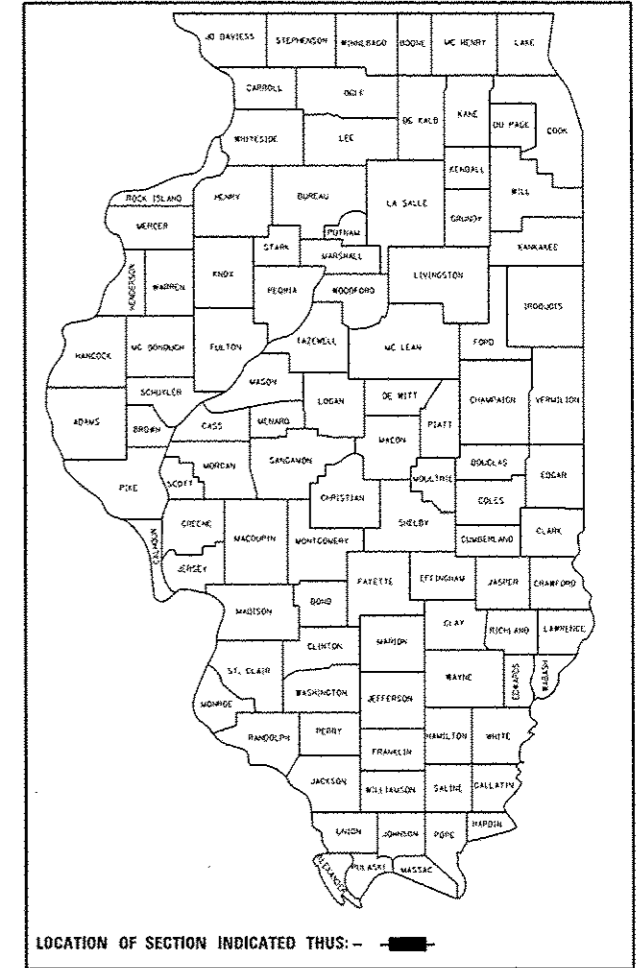 JO DAVIESS STEPHENSON WINNEBAGO BOONE MC HENRY LAKE
CARROLL OGLE DE KALB KANE DU PAGE COOK
WHITESIDE LEE
KENDALL WILL
ROCK ISLAND HENRY BUREAU LA SALLE GRUNDY
MERCER PUTNAM KANKAKEE
STARK MARSHALL
HENDERSON WARREN KNOX PEORIA WOODFORD LIVINGSTON IROQUOIS
HANCOCK MC DONOUGH FULTON TAZEWELL MC LEAN FORD
SCHUYLER MASON LOGAN DE WITT CHAMPAIGN VERMILION
ADAMS BROWN CASS MENARD MACON PIATT
PIKE SCOTT MORGAN SANGAMON CHRISTIAN MOULTRIE DOUGLAS EDGAR
COLES
CALHOUN GREENE MACOUPIN MONTGOMERY SHELBY CUMBERLAND CLARK
JERSEY FAYETTE EFFINGHAM JASPER CRAWFORD
MADISON BOND
CLINTON MARION CLAY RICHLAND LAWRENCE
ST. CLAIR WASHINGTON WAYNE EDWARDS WABASH
MONROE JEFFERSON
RANDOLPH PERRY HAMILTON WHITE
FRANKLIN
JACKSON WILLIAMSON SALINE GALLATIN
UNION JOHNSON POPE HARDIN
ALEXANDER PULASKI MASSAC
LOCATION OF SECTION INDICATED THUS: –